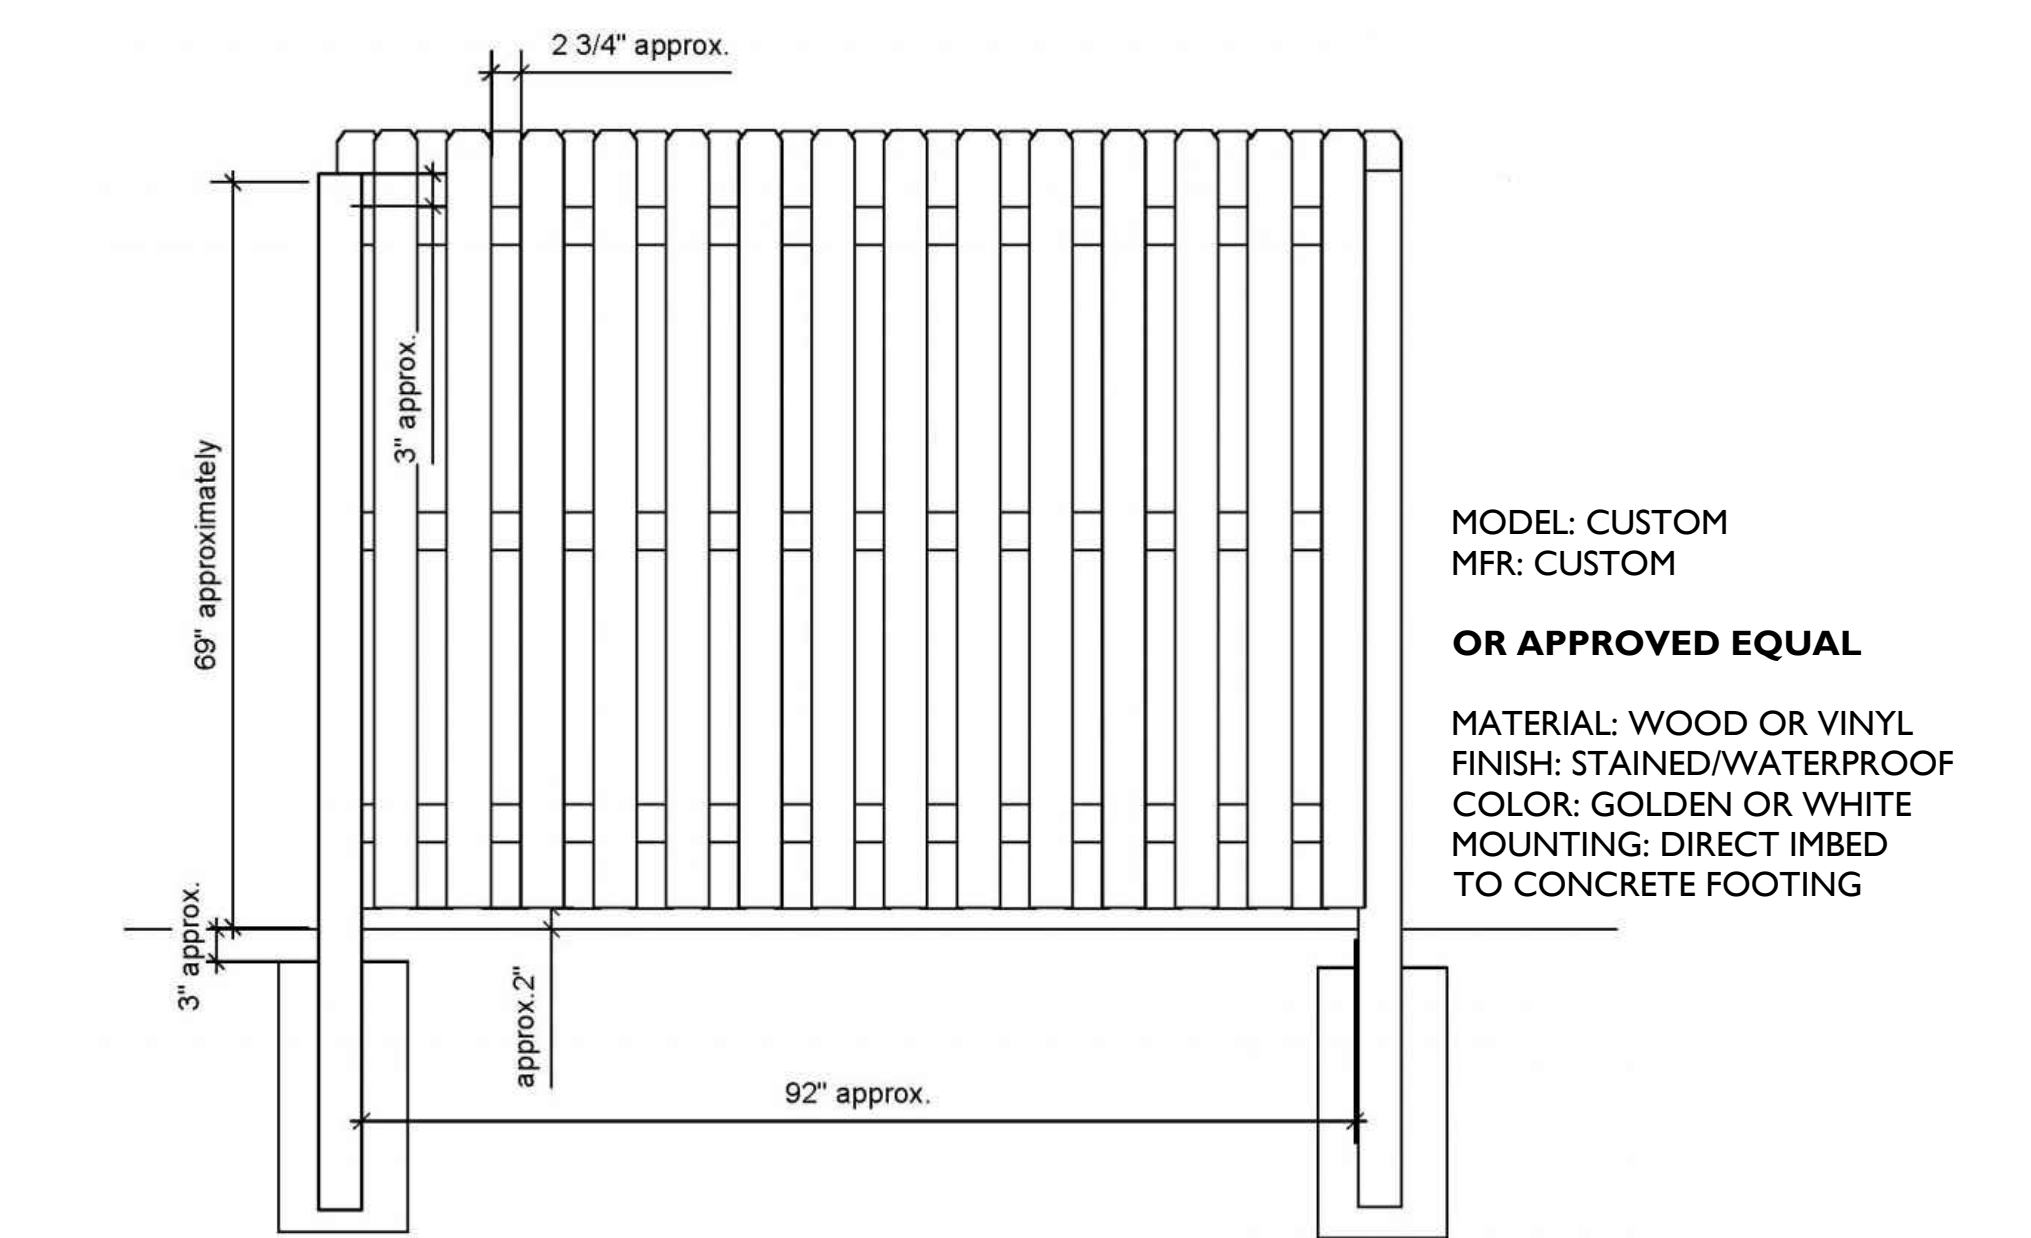 2 3/4" approx.
3" approx.
69" approximately
3" approx.
approx.2"
92" approx.
MODEL: CUSTOM
MFR: CUSTOM
OR APPROVED EQUAL
MATERIAL: WOOD OR VINYL
FINISH: STAINED/WATERPROOF
COLOR: GOLDEN OR WHITE
MOUNTING: DIRECT IMBED
TO CONCRETE FOOTING